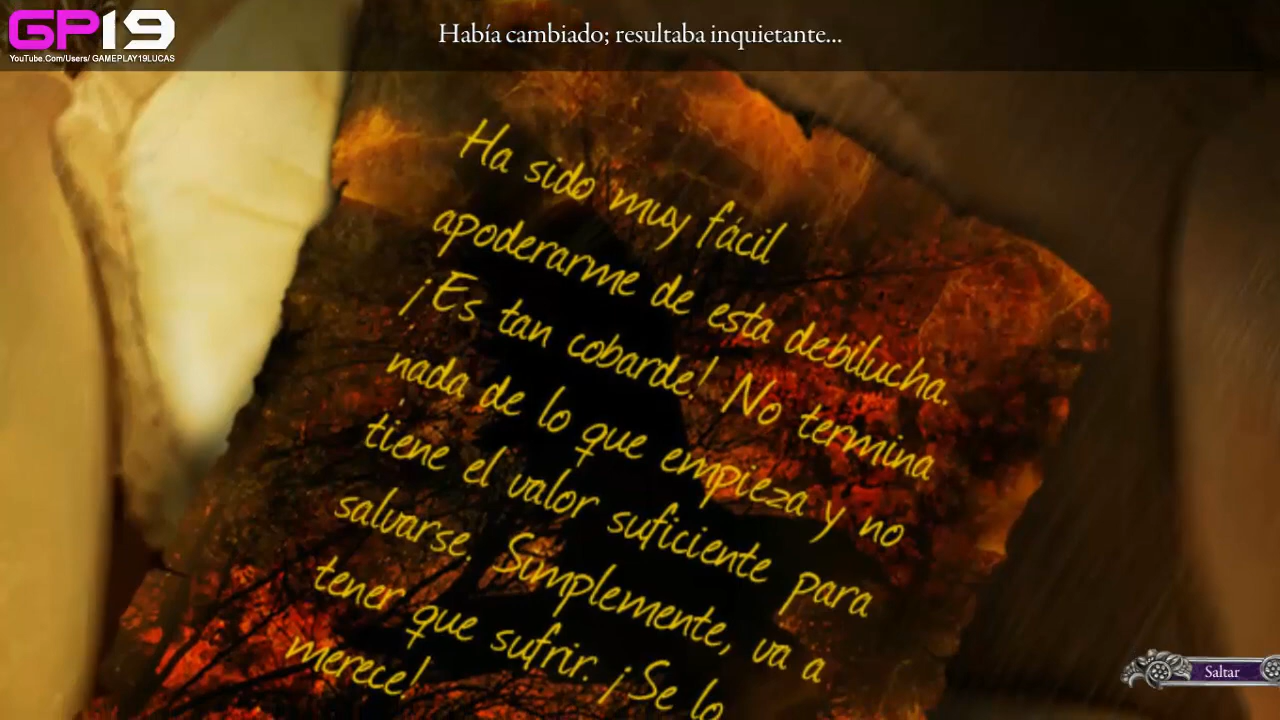 GP19
YouTube.Com/Users/ GAMEPLAY19LUCAS
Había cambiado; resultaba inquietante...
Ha sido muy fácil
apoderarme de esta debilucha.
¡Es tan cobarde! No termina
nada de lo que empieza y no
tiene el valor suficiente para
salvarse. Simplemente, va a
tener que sufrir. ¡Se lo
merece!
Saltar